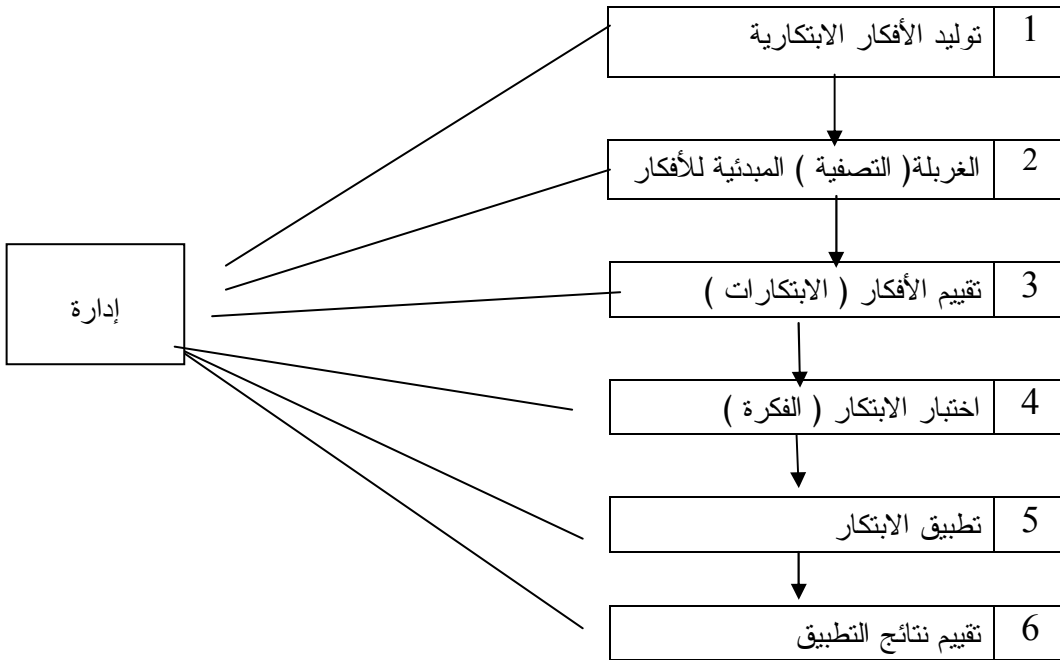 1 توليد الأفكار الابتكارية
2 الغربلة( التصفية ) المبدئية للأفكار
3 تقييم الأفكار ( الابتكارات )
إدارة
4 اختبار الابتكار ( الفكرة )
5 تطبيق الابتكار
6 تقييم نتائج التطبيق